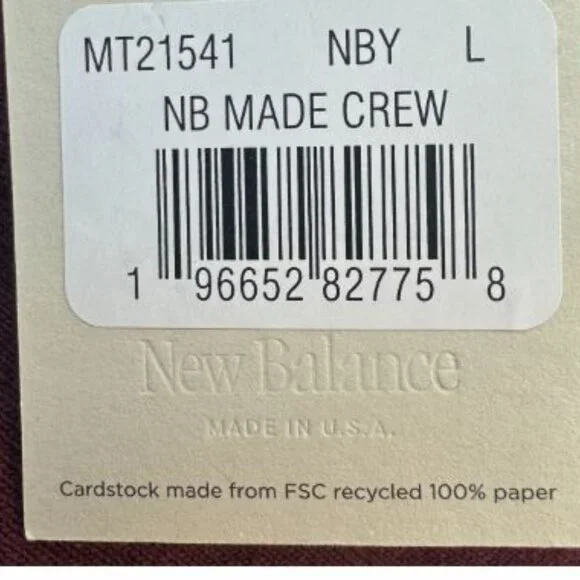 MT21541 NBY L
NB MADE CREW
1 96652 82775 8
New Balance
MADE IN U.S.A.
Cardstock made from FSC recycled 100% paper